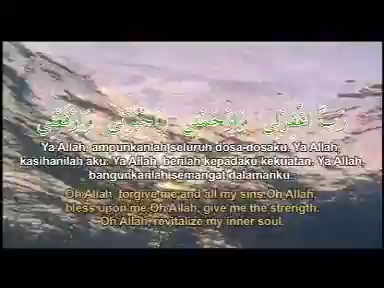 رَبِّ اغْفِرْلِي وَارْحَمْنِي وَاجْبُرْنِي وَارْفَعْنِي
Ya Allah, ampunkanlah seluruh dosa-dosaku. Ya Allah,
kasihanilah aku. Ya Allah, berilah kepadaku kekuatan. Ya Allah,
bangunkanlah semangat dalamanku.
Oh Allah, forgive me and all my sins.Oh Allah,
bless upon me.Oh Allah, give me the strength.
Oh Allah, revitalize my inner soul.